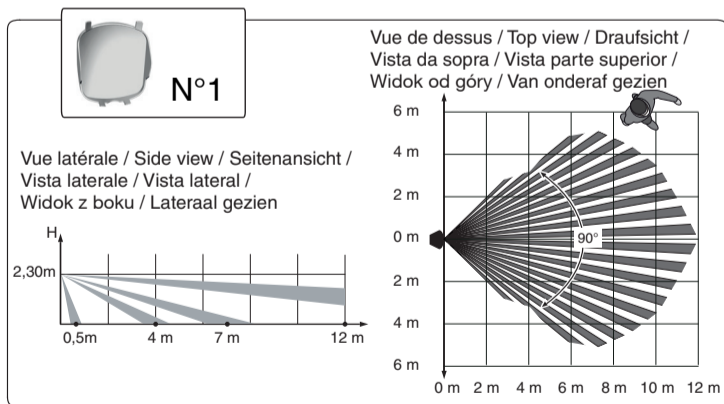 N°1
Vue de dessus / Top view / Draufsicht /
Vista da sopra / Vista parte superior /
Widok od góry / Van onderaf gezien
6 m
4 m
2 m
0 m
2 m
4 m
6 m
90°
0 m 2 m 4 m 6 m 8 m 10 m 12 m
Vue latérale / Side view / Seitenansicht /
Vista laterale / Vista lateral /
Widok z boku / Lateraal gezien
H
2,30m
0,5m 4 m 7 m 12 m